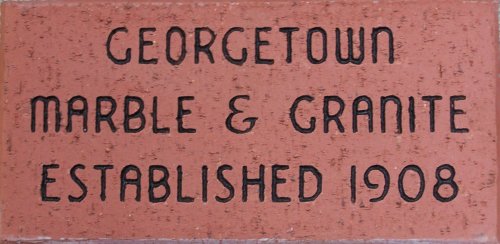 GEORGETOWN
MARBLE & GRANITE
ESTABLISHED 1908